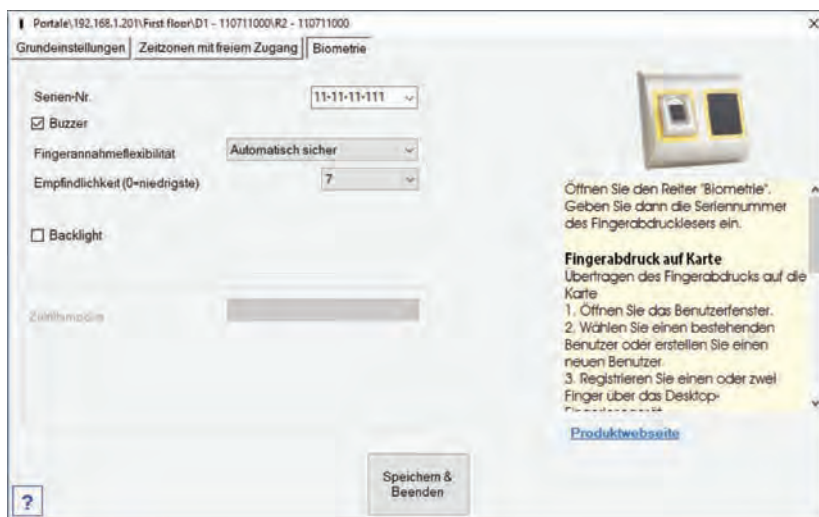 Portale\192.168.1.201\First floor\D1 - 110711000\R2 - 110711000
Grundeinstellungen Zeitzonen mit freiem Zugang Biometrie
Serien-Nr. 11-11-11-111
Buzzer
Fingerannahmeflexibilität Automatisch sicher
Empfindlichkeit (0=niedrigste) 7
Backlight
Öffnen Sie den Reiter "Biometrie".
Geben Sie dann die Seriennummer
des Fingerabdrucklesers ein.
Fingerabdruck auf Karte
Übertragen des Fingerabdrucks auf die
Karte
1. Öffnen Sie das Benutzerfenster.
2. Wählen Sie einen bestehenden
Benutzer oder erstellen Sie einen
neuen Benutzer.
3. Registrieren Sie einen oder zwei
Finger über das Desktop-
Produktwebseite
Speichern &
Beenden
?